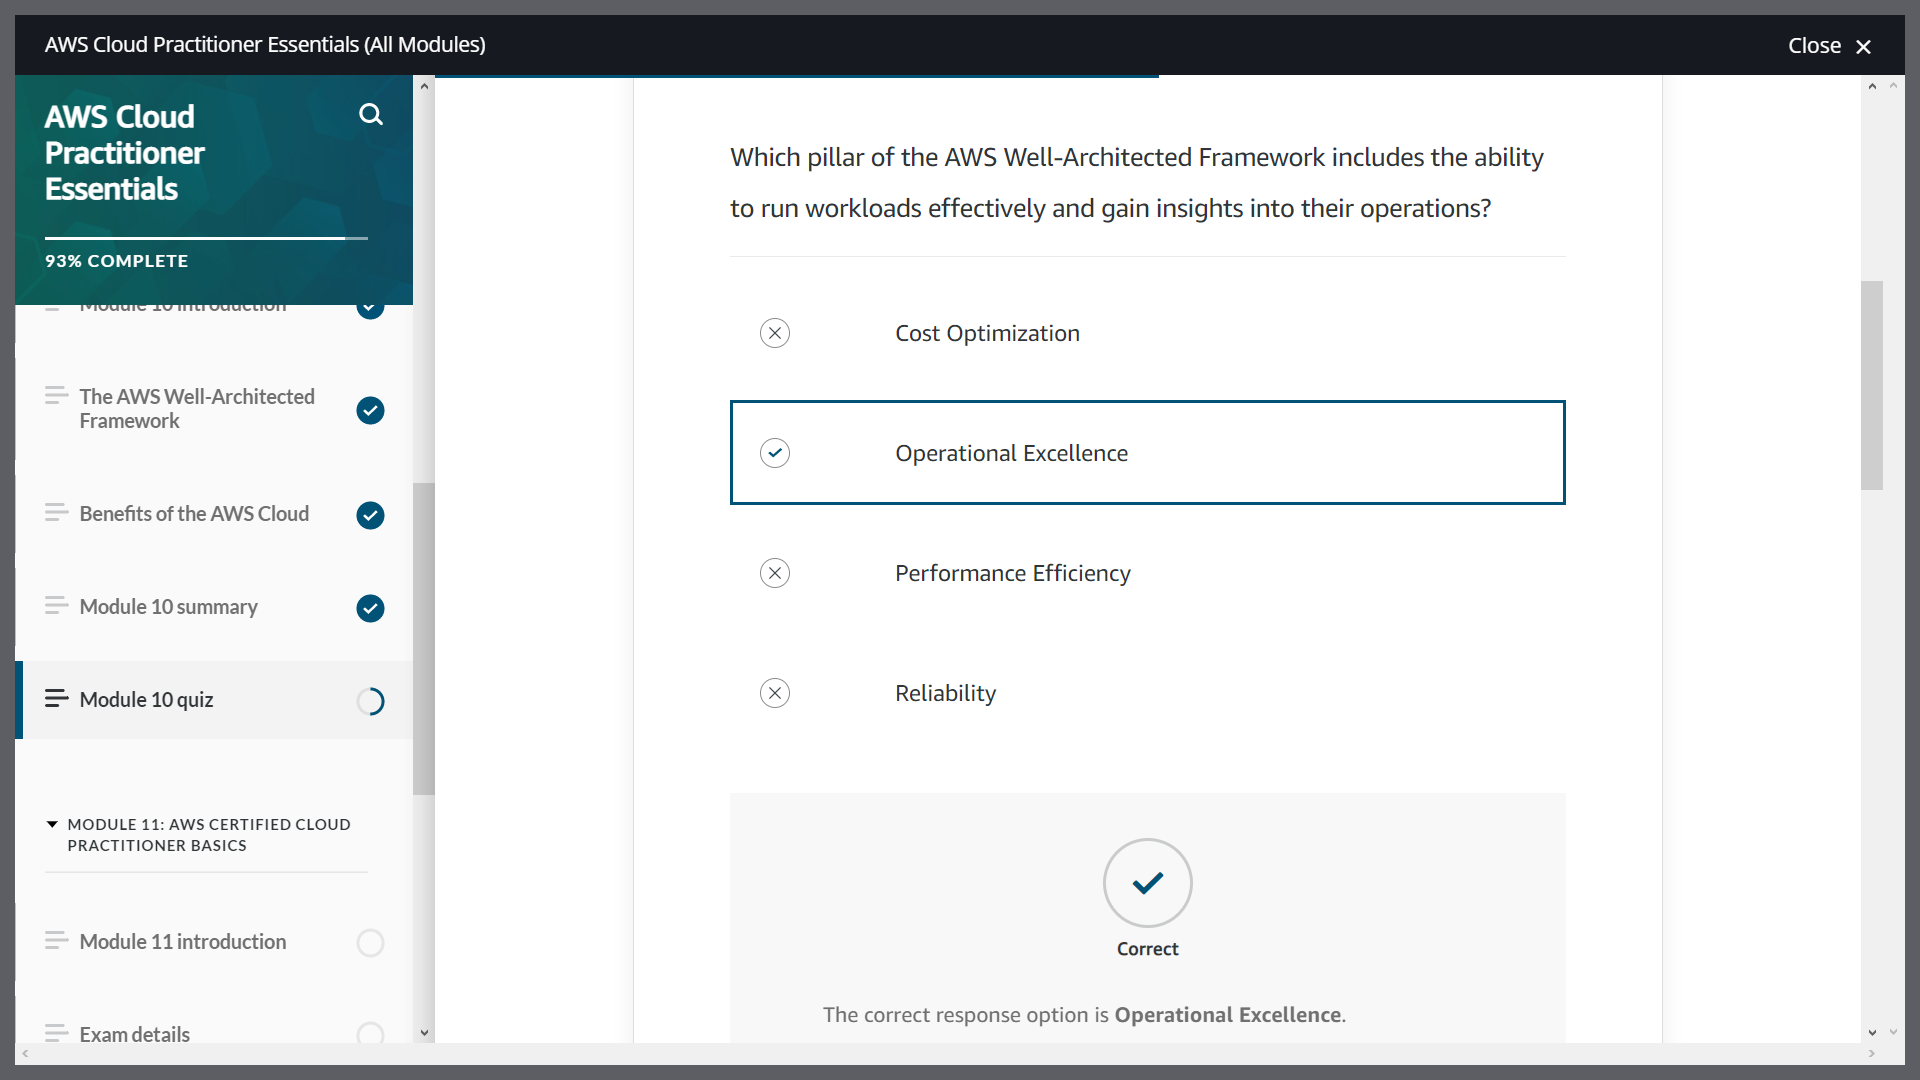 AWS Cloud Practitioner Essentials (All Modules)
Close
AWS Cloud
Practitioner
Essentials
93% COMPLETE
Module 10 introduction
The AWS Well-Architected
Framework
Benefits of the AWS Cloud
Module 10 summary
Module 10 quiz
MODULE 11: AWS CERTIFIED CLOUD
PRACTITIONER BASICS
Module 11 introduction
Exam details
Which pillar of the AWS Well-Architected Framework includes the ability
to run workloads effectively and gain insights into their operations?
Cost Optimization
Operational Excellence
Performance Efficiency
Reliability
Correct
The correct response option is Operational Excellence.